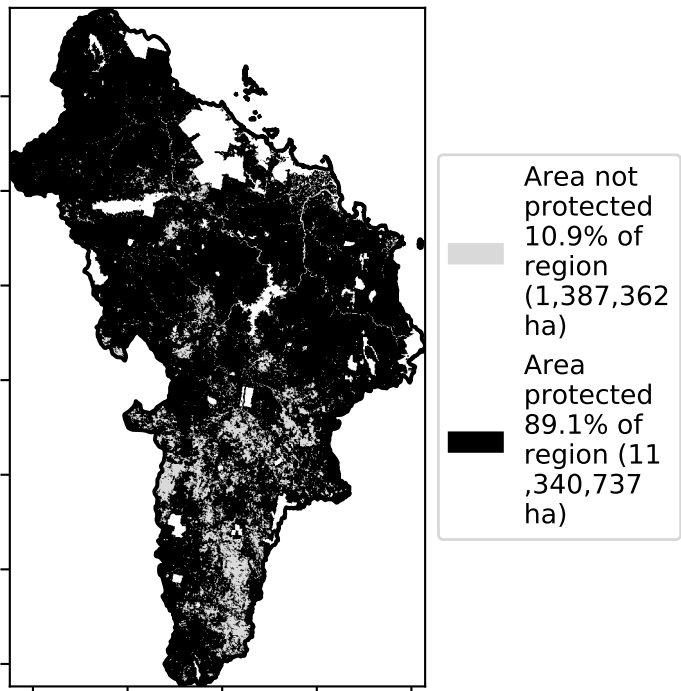 Area not
protected
10.9% of
region
(1,387,362
ha)
Area
protected
89.1% of
region (11
,340,737
ha)